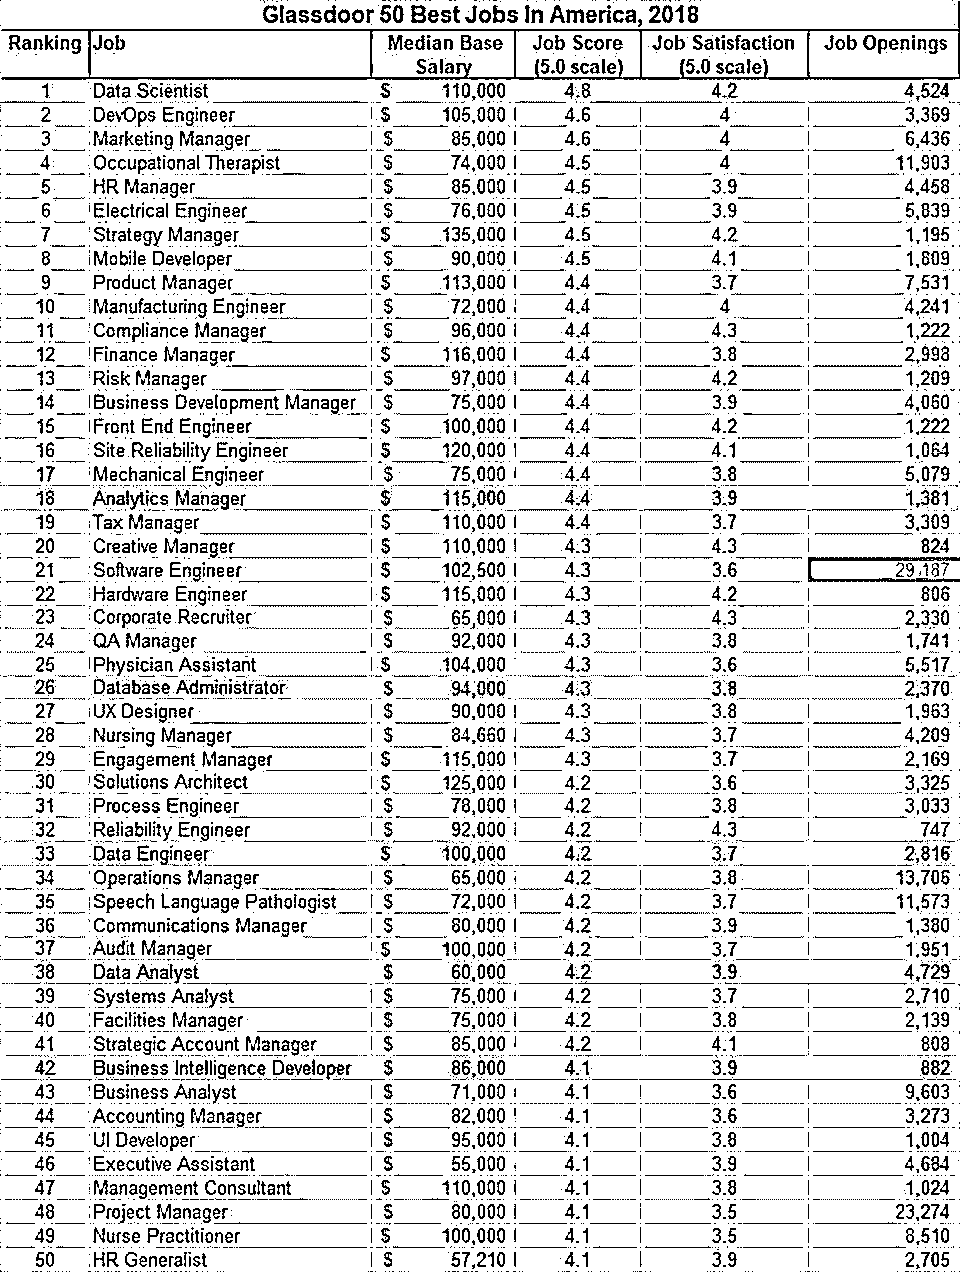 Glassdoor 50 Best Jobs In America, 2018
Ranking Job Median Base Salary Job Score (5.0 scale) Job Satisfaction (5.0 scale) Job Openings
1 Data Scientist $ 110,000 4.8 4.2 4,524
2 DevOps Engineer $ 105,000 4.6 4 3,369
3 Marketing Manager $ 85,000 4.6 4 6,436
4 Occupational Therapist $ 74,000 4.5 4 11,903
5 HR Manager $ 85,000 4.5 3.9 4,458
6 Electrical Engineer $ 76,000 4.5 3.9 5,839
7 Strategy Manager $ 135,000 4.5 4.2 1,195
8 Mobile Developer $ 90,000 4.5 4.1 1,809
9 Product Manager $ 113,000 4.4 3.7 7,531
10 Manufacturing Engineer $ 72,000 4.4 4 4,241
11 Compliance Manager $ 96,000 4.4 4.3 1,222
12 Finance Manager $ 116,000 4.4 3.8 2,998
13 Risk Manager $ 97,000 4.4 4.2 1,209
14 Business Development Manager $ 75,000 4.4 3.9 4,060
15 Front End Engineer $ 100,000 4.4 4.2 1,222
16 Site Reliability Engineer $ 120,000 4.4 4.1 1,064
17 Mechanical Engineer $ 75,000 4.4 3.8 5,079
18 Analytics Manager $ 115,000 4.4 3.9 1,381
19 Tax Manager $ 110,000 4.4 3.7 3,309
20 Creative Manager $ 110,000 4.3 4.3 824
21 Software Engineer $ 102,500 4.3 3.6 29,187
22 Hardware Engineer $ 115,000 4.3 4.2 806
23 Corporate Recruiter $ 65,000 4.3 4.3 2,330
24 QA Manager $ 92,000 4.3 3.8 1,741
25 Physician Assistant $ 104,000 4.3 3.6 5,517
26 Database Administrator $ 94,000 4.3 3.8 2,370
27 UX Designer $ 90,000 4.3 3.8 1,963
28 Nursing Manager $ 84,660 4.3 3.7 4,209
29 Engagement Manager $ 115,000 4.3 3.7 2,169
30 Solutions Architect $ 125,000 4.2 3.6 3,325
31 Process Engineer $ 78,000 4.2 3.8 3,033
32 Reliability Engineer $ 92,000 4.2 4.3 747
33 Data Engineer $ 100,000 4.2 3.7 2,816
34 Operations Manager $ 65,000 4.2 3.8 13,706
35 Speech Language Pathologist $ 72,000 4.2 3.7 11,573
36 Communications Manager $ 80,000 4.2 3.9 1,380
37 Audit Manager $ 100,000 4.2 3.7 1,951
38 Data Analyst $ 60,000 4.2 3.9 4,729
39 Systems Analyst $ 75,000 4.2 3.7 2,710
40 Facilities Manager $ 75,000 4.2 3.8 2,139
41 Strategic Account Manager $ 85,000 4.2 4.1 808
42 Business Intelligence Developer $ 86,000 4.1 3.9 882
43 Business Analyst $ 71,000 4.1 3.6 9,603
44 Accounting Manager $ 82,000 4.1 3.6 3,273
45 UI Developer $ 95,000 4.1 3.8 1,004
46 Executive Assistant $ 55,000 4.1 3.9 4,684
47 Management Consultant $ 110,000 4.1 3.8 1,024
48 Project Manager $ 80,000 4.1 3.5 23,274
49 Nurse Practitioner $ 100,000 4.1 3.5 8,510
50 HR Generalist $ 57,210 4.1 3.9 2,705